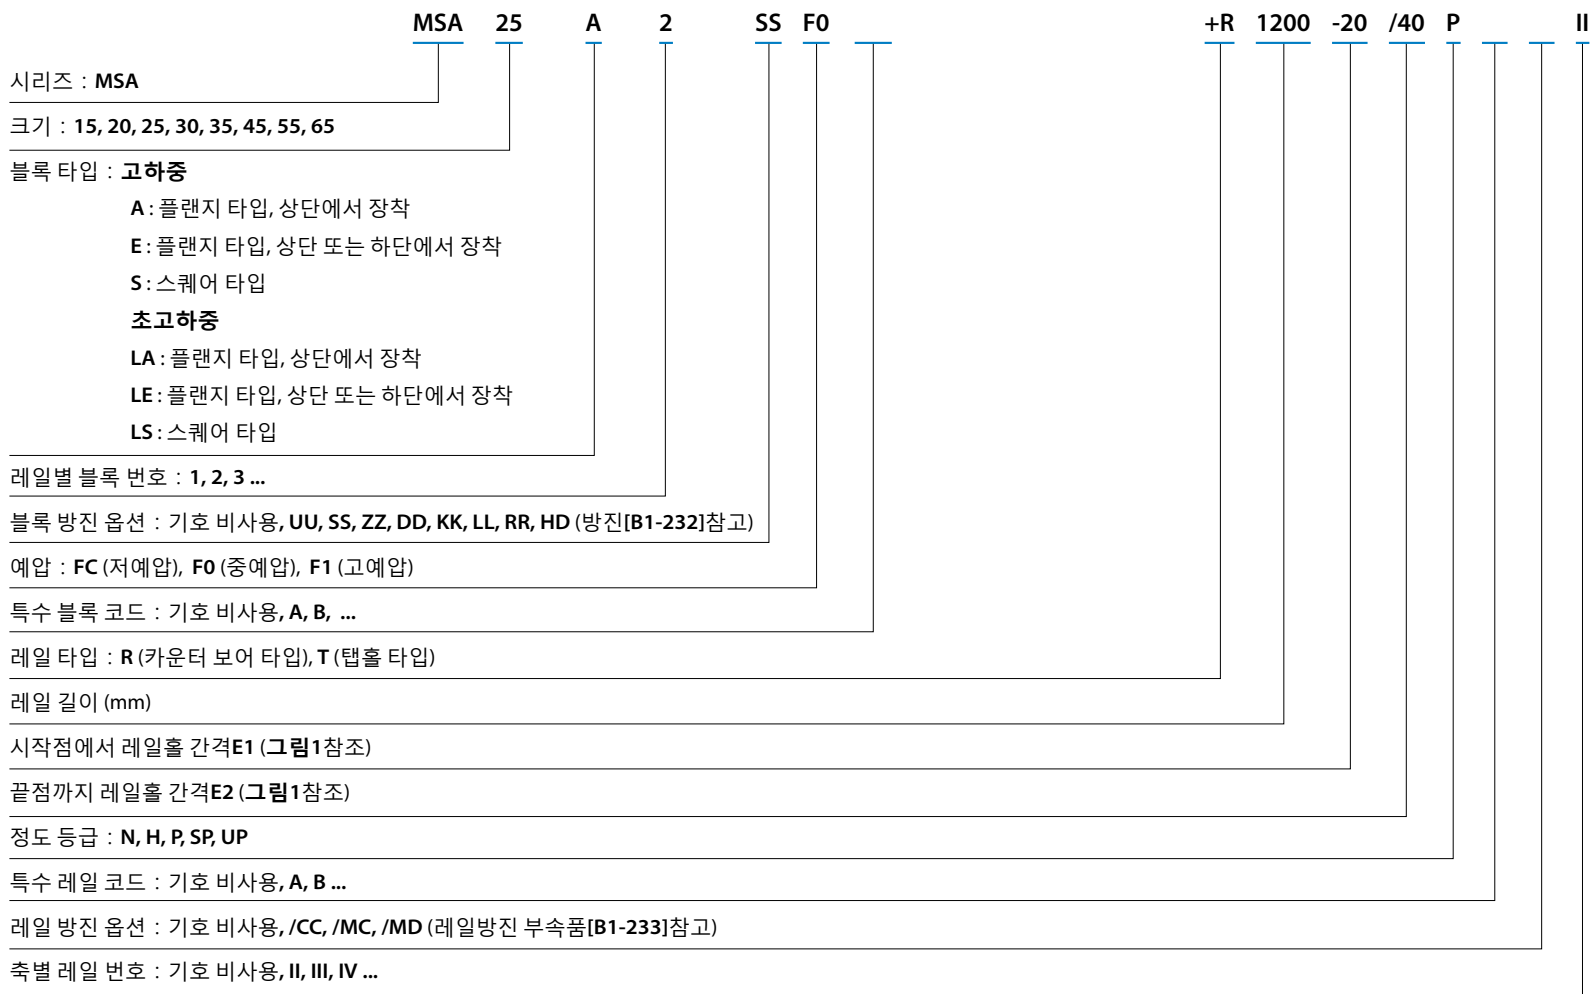 MSA 25 A 2 SS F0 +R 1200 -20 /40 P II
시리즈 : MSA
크기 : 15, 20, 25, 30, 35, 45, 55, 65
블록 타입 : 고하중
A : 플랜지 타입, 상단에서 장착
E : 플랜지 타입, 상단 또는 하단에서 장착
S : 스퀘어 타입
초고하중
LA : 플랜지 타입, 상단에서 장착
LE : 플랜지 타입, 상단 또는 하단에서 장착
LS : 스퀘어 타입
레일별 블록 번호 : 1, 2, 3 ...
블록 방진 옵션 : 기호 비사용, UU, SS, ZZ, DD, KK, LL, RR, HD (방진[B1-232]참고)
예압 : FC (저예압), F0 (중예압), F1 (고예압)
특수 블록 코드 : 기호 비사용, A, B, ...
레일 타입 : R (카운터 보어 타입), T (탭홀 타입)
레일 길이 (mm)
시작점에서 레일홀 간격E1 (그림1참조)
끝점까지 레일홀 간격E2 (그림1참조)
정도 등급 : N, H, P, SP, UP
특수 레일 코드 : 기호 비사용, A, B ...
레일 방진 옵션 : 기호 비사용, /CC, /MC, /MD (레일방진 부속품[B1-233]참고)
축별 레일 번호 : 기호 비사용, II, III, IV ...